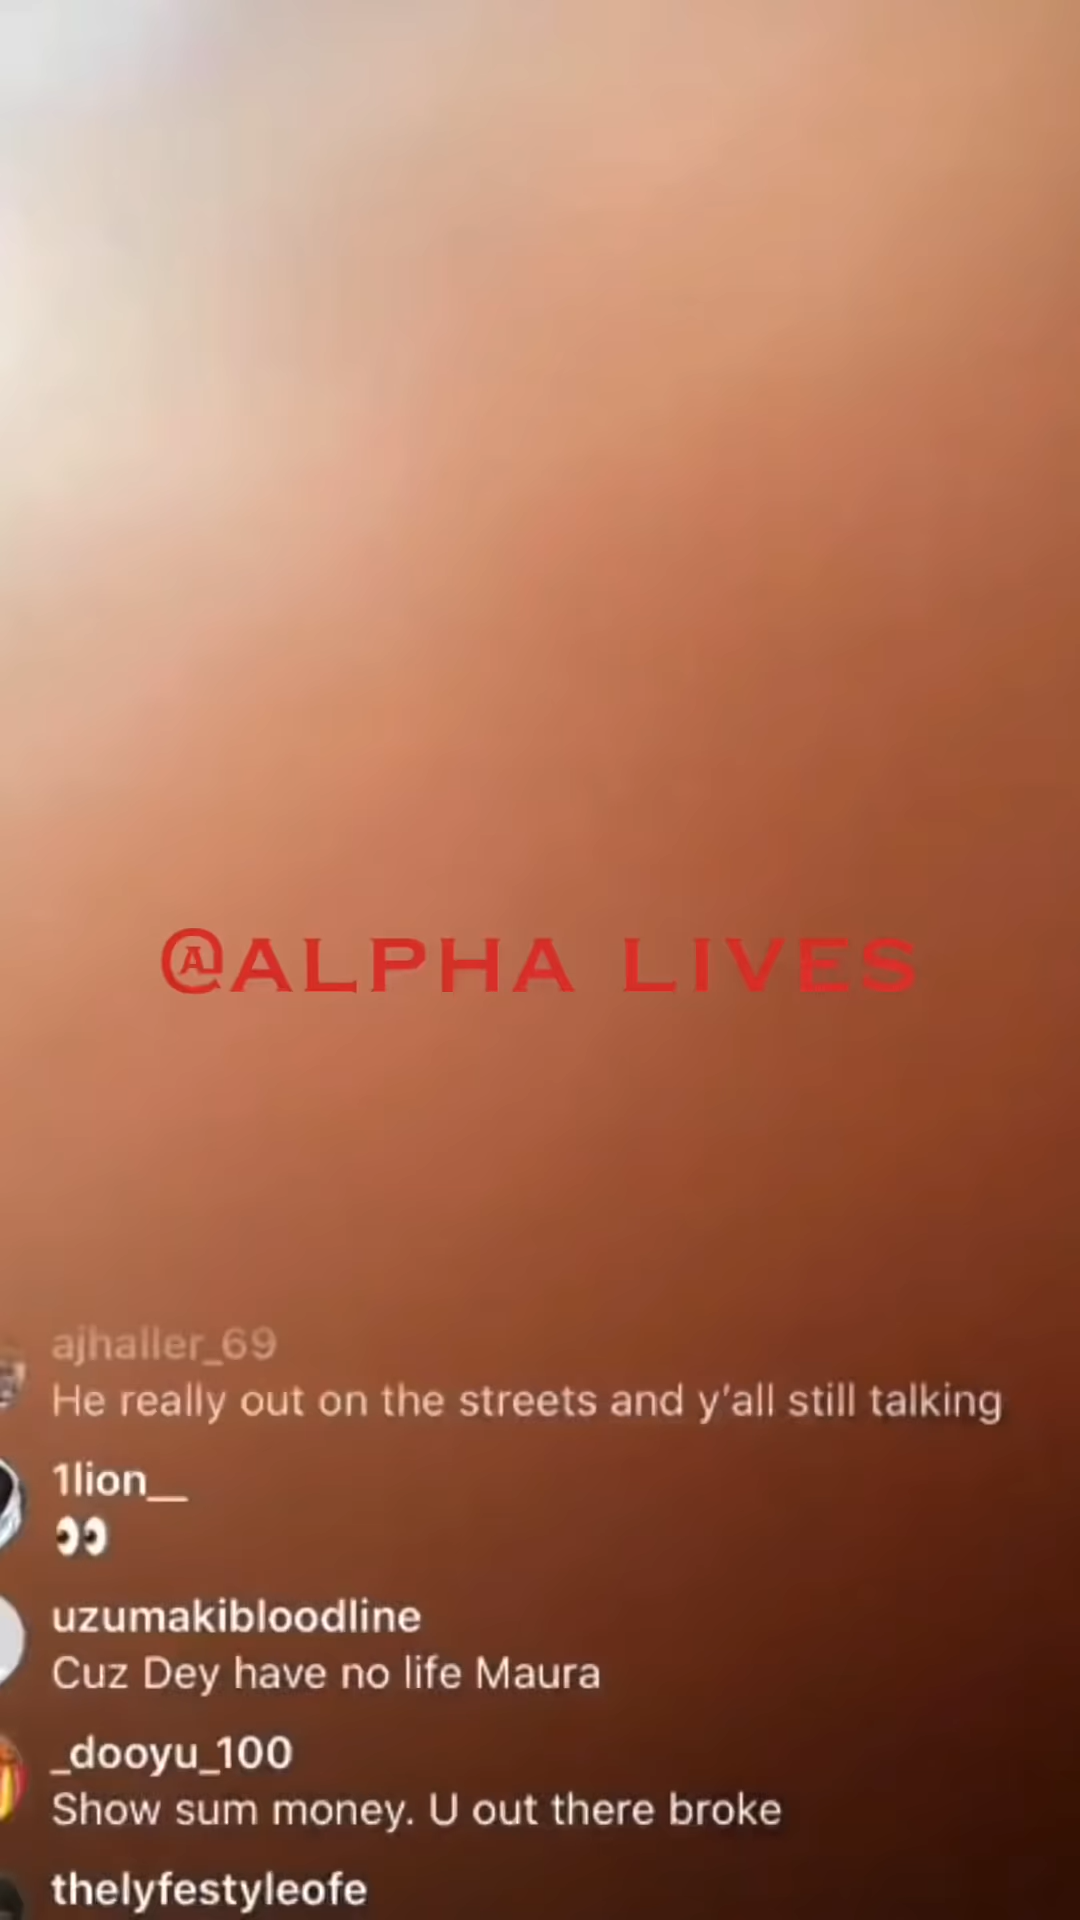 @ALPHA LIVES
ajhaller_69
He really out on the streets and y'all still talking
1lion__
👀
uzumakibloodline
Cuz Dey have no life Maura
_dooyu_100
Show sum money. U out there broke
thelyfestyleofe